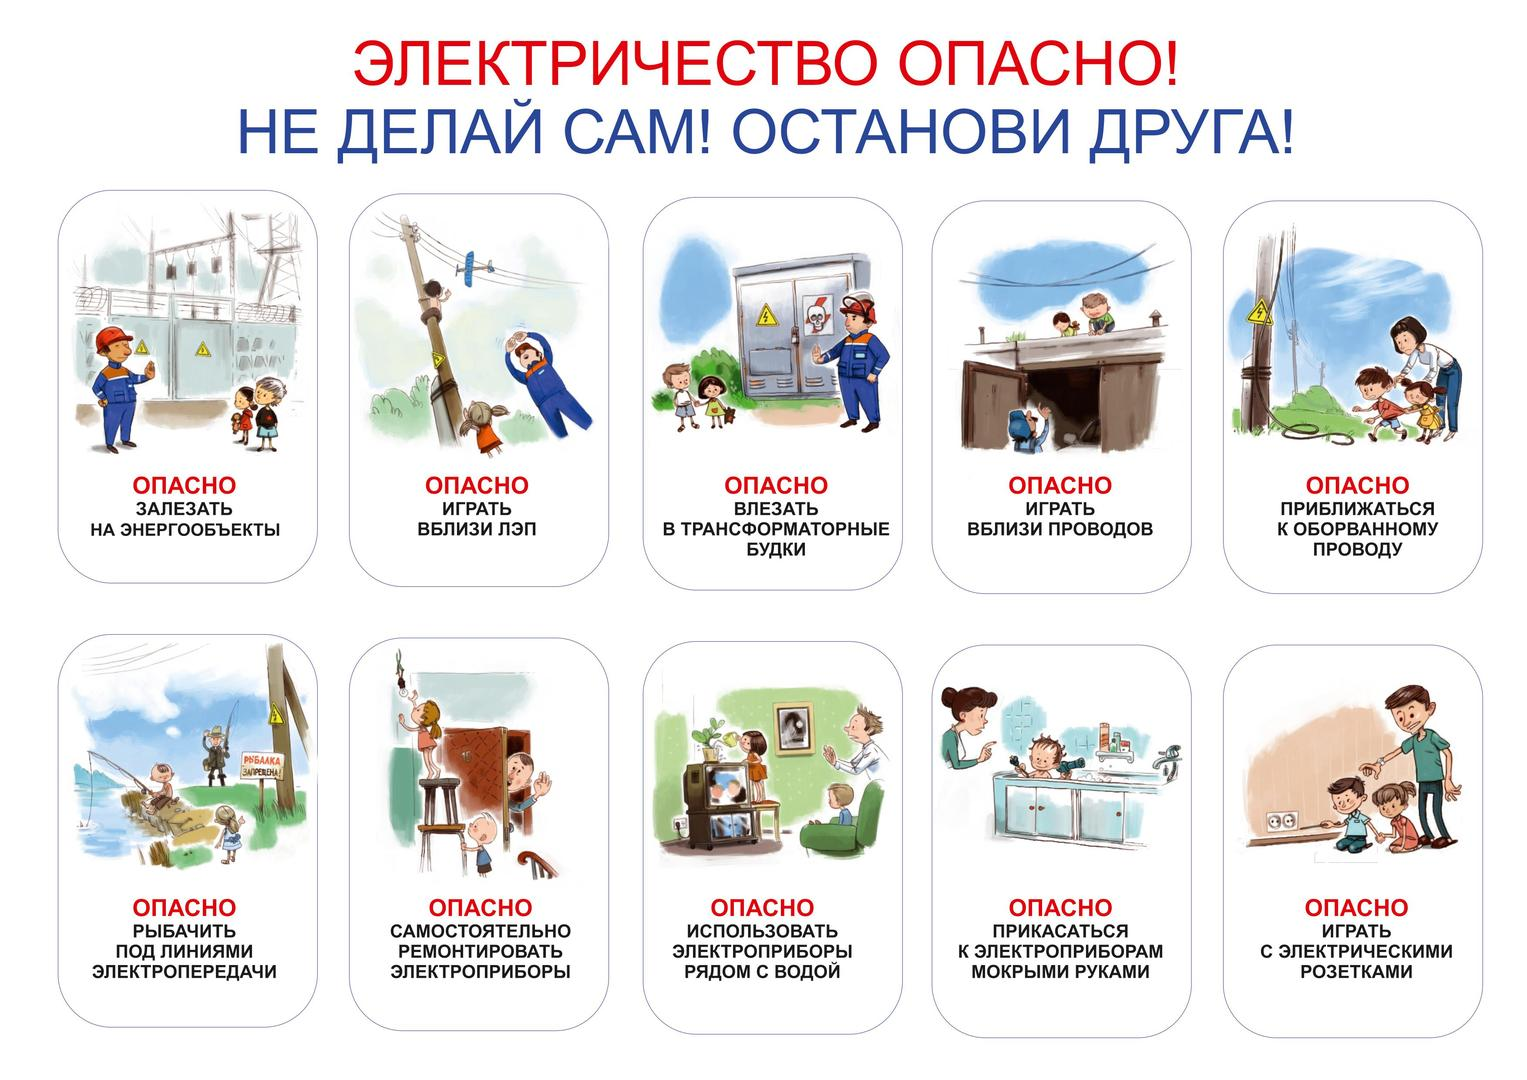 ЭЛЕКТРИЧЕСТВО ОПАСНО!
НЕ ДЕЛАЙ САМ! ОСТАНОВИ ДРУГА!
ОПАСНО
ЗАЛЕЗАТЬ
НА ЭНЕРГООБЪЕКТЫ
ОПАСНО
ИГРАТЬ
ВБЛИЗИ ЛЭП
ОПАСНО
ВЛЕЗАТЬ
В ТРАНСФОРМАТОРНЫЕ
БУДКИ
ОПАСНО
ИГРАТЬ
ВБЛИЗИ ПРОВОДОВ
ОПАСНО
ПРИБЛИЖАТЬСЯ
К ОБОРВАННОМУ
ПРОВОДУ
РЫБАЛКА
ЗАПРЕЩЕНА!
ОПАСНО
РЫБАЧИТЬ
ПОД ЛИНИЯМИ
ЭЛЕКТРОПЕРЕДАЧИ
ОПАСНО
САМОСТОЯТЕЛЬНО
РЕМОНТИРОВАТЬ
ЭЛЕКТРОПРИБОРЫ
ОПАСНО
ИСПОЛЬЗОВАТЬ
ЭЛЕКТРОПРИБОРЫ
РЯДОМ С ВОДОЙ
ОПАСНО
ПРИКАСАТЬСЯ
К ЭЛЕКТРОПРИБОРАМ
МОКРЫМИ РУКАМИ
ОПАСНО
ИГРАТЬ
С ЭЛЕКТРИЧЕСКИМИ
РОЗЕТКАМИ